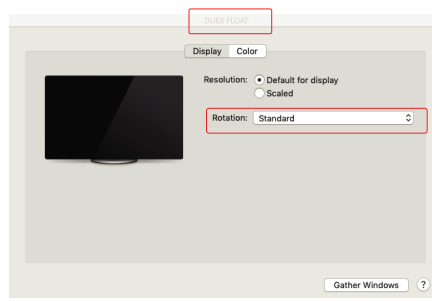 DUEX FLOAT
Display Color
Resolution: Default for display
Scaled
Rotation: Standard
Gather Windows ?